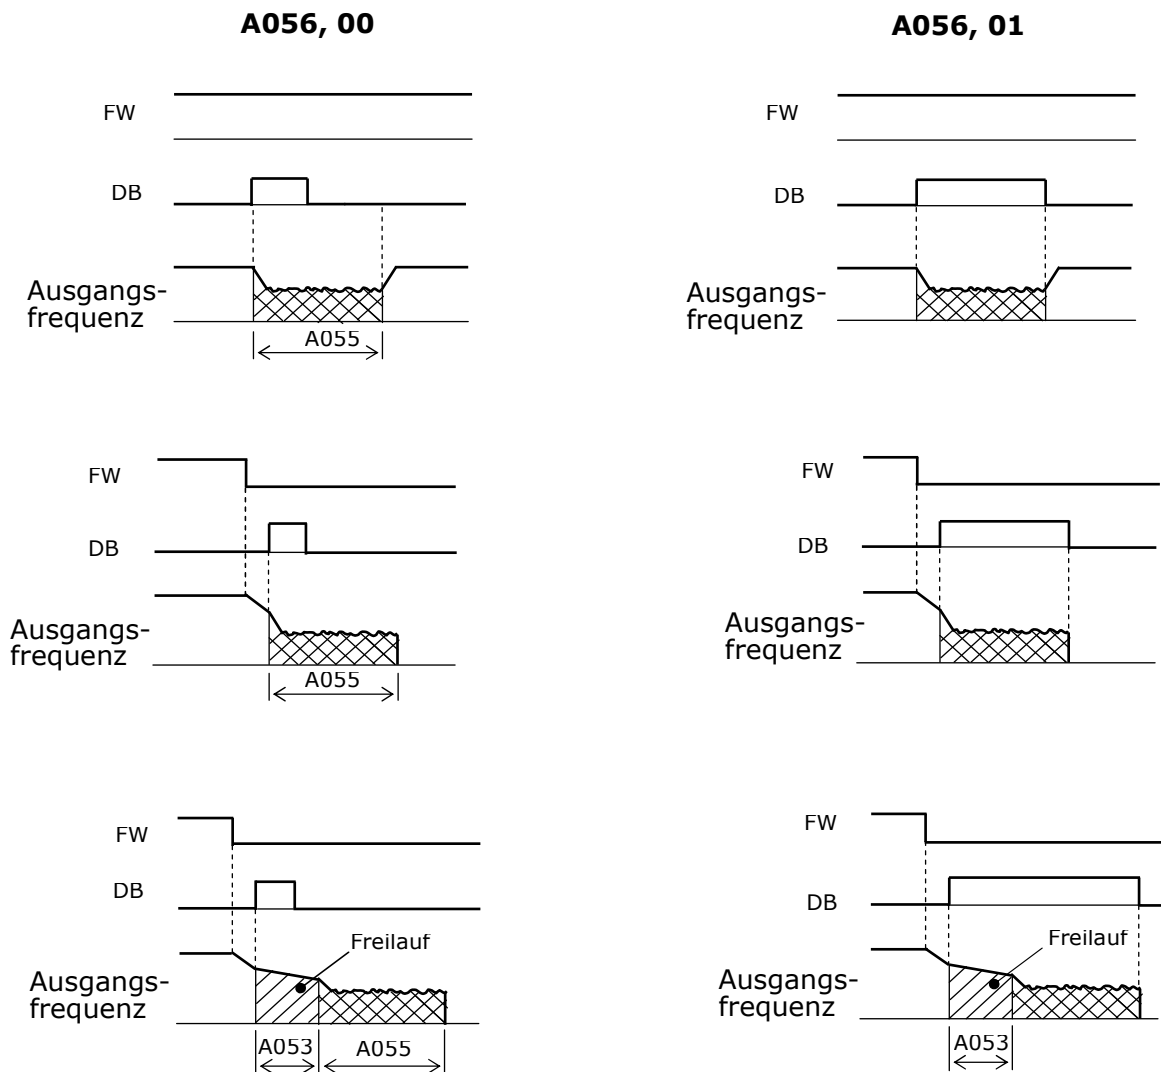 A056, 00
FW
DB
Ausgangs-
frequenz
A055
FW
DB
Ausgangs-
frequenz
A055
FW
DB
Freilauf
Ausgangs-
frequenz
A053
A055
A056, 01
FW
DB
Ausgangs-
frequenz
FW
DB
Ausgangs-
frequenz
FW
DB
Freilauf
Ausgangs-
frequenz
A053